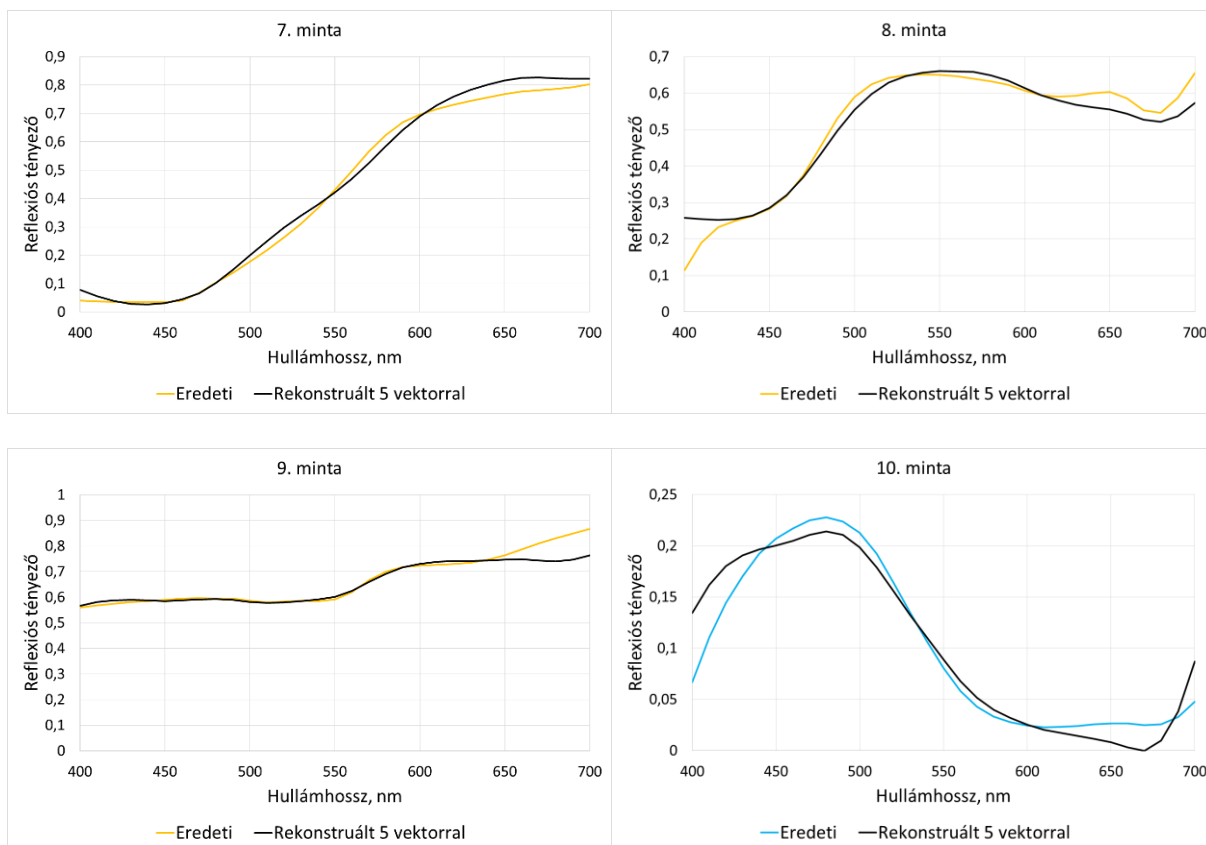 7. minta
Reflexiós tényező
0,9
0,8
0,7
0,6
0,5
0,4
0,3
0,2
0,1
0
400 450 500 550 600 650 700
Hullámhossz, nm
Eredeti Rekonstruált 5 vektorral
8. minta
Reflexiós tényező
0,7
0,6
0,5
0,4
0,3
0,2
0,1
0
400 450 500 550 600 650 700
Hullámhossz, nm
Eredeti Rekonstruált 5 vektorral
9. minta
Reflexiós tényező
1
0,9
0,8
0,7
0,6
0,5
0,4
0,3
0,2
0,1
0
400 450 500 550 600 650 700
Hullámhossz, nm
Eredeti Rekonstruált 5 vektorral
10. minta
Reflexiós tényező
0,25
0,2
0,15
0,1
0,05
0
400 450 500 550 600 650 700
Hullámhossz, nm
Eredeti Rekonstruált 5 vektorral